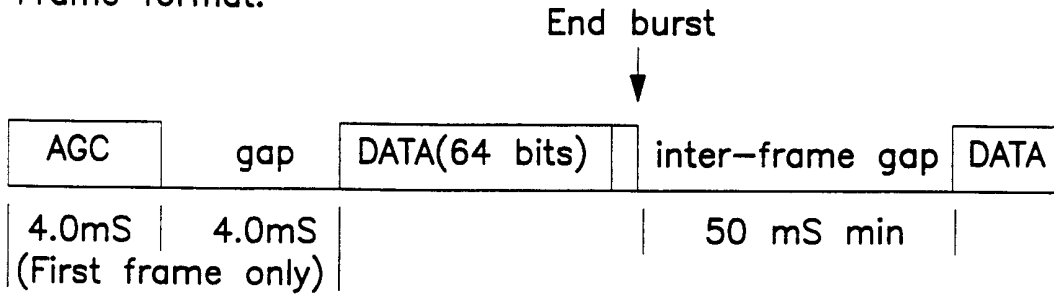 Frame format:
End burst
AGC gap DATA(64 bits) inter-frame gap DATA
4.0mS 4.0mS 50 mS min
(First frame only)